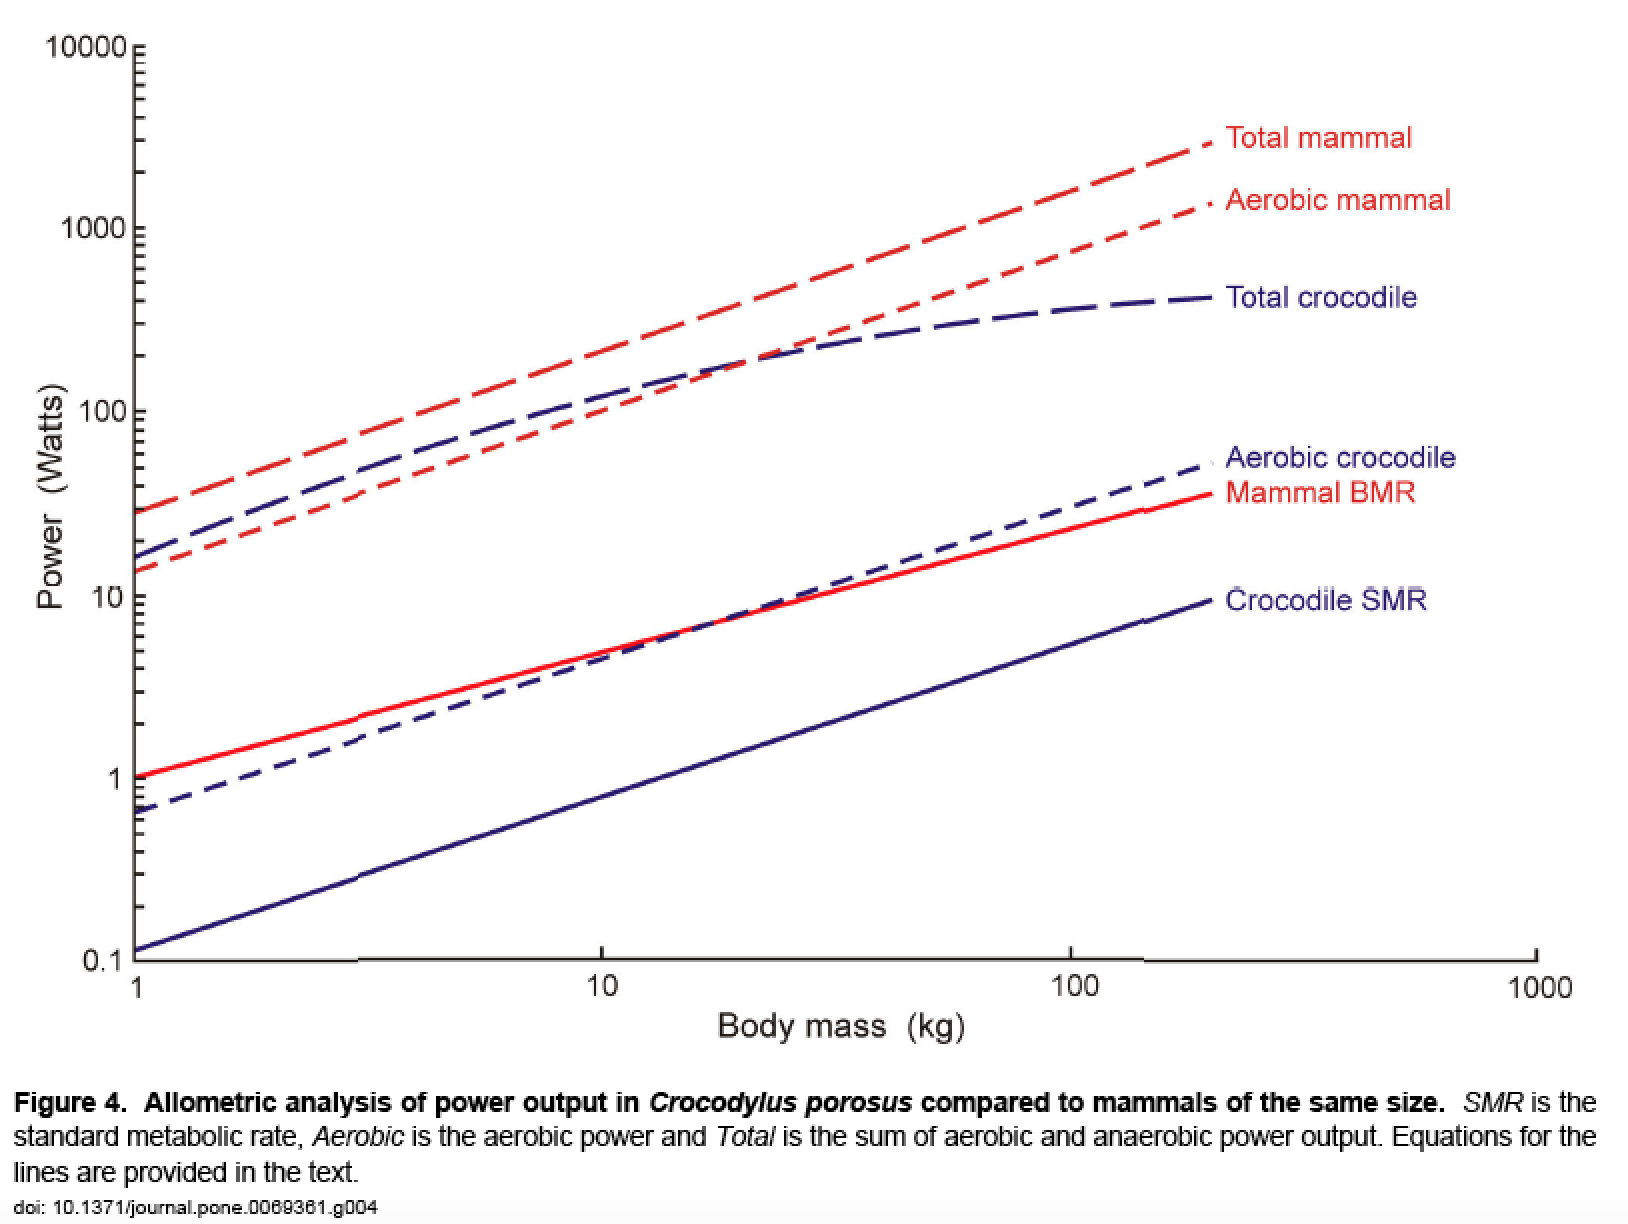 10000
1000
100
10
1
0.1
Power (Watts)
Total mammal
Aerobic mammal
Total crocodile
Aerobic crocodile
Mammal BMR
Crocodile SMR
1
10
100
1000
Body mass (kg)
Figure 4. Allometric analysis of power output in Crocodylus porosus compared to mammals of the same size. SMR is the
standard metabolic rate, Aerobic is the aerobic power and Total is the sum of aerobic and anaerobic power output. Equations for the
lines are provided in the text.
doi: 10.1371/journal.pone.0069361.g004